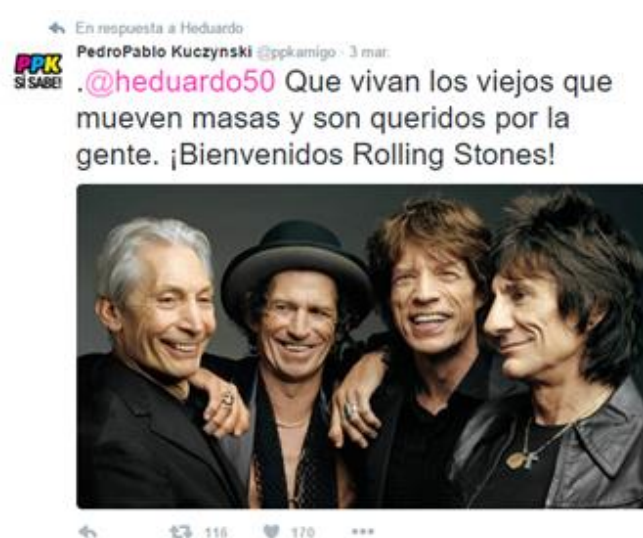 En respuesta a Heduardo
PPK
SÍ SABE!
PedroPablo Kuczynski @ppkamigo · 3 mar.
.@heduardo50 Que vivan los viejos que
mueven masas y son queridos por la
gente. ¡Bienvenidos Rolling Stones!
116 170